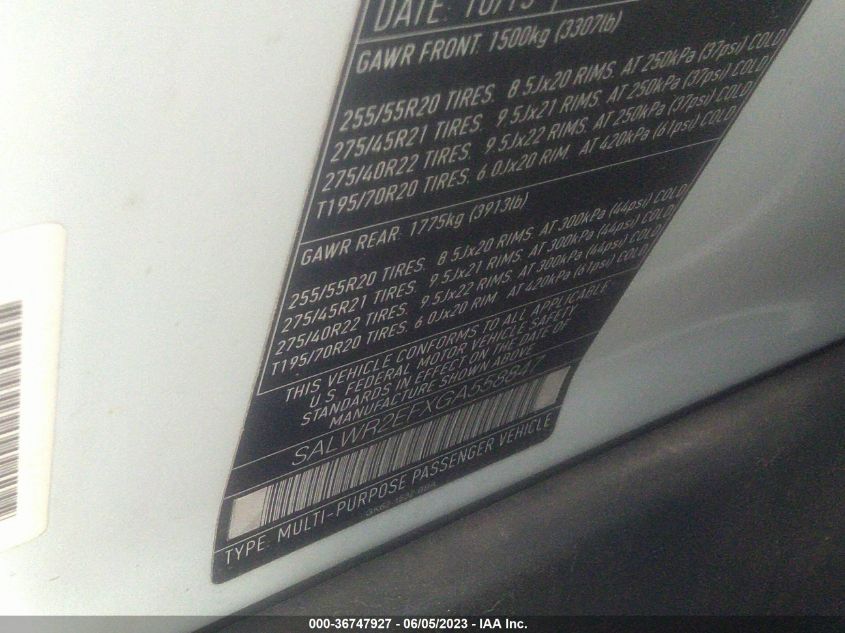 DATE: 10/15
GAWR FRONT 1500kg (3307lb)
255/55R20 TIRES. 8.5Jx20 RIMS. AT 250kPa (37psi) COLD
275/45R21 TIRES. 9.5Jx21 RIMS. AT 250kPa (37psi) COLD
275/40R22 TIRES. 9.5Jx22 RIMS. AT 250kPa (37psi) COLD
T195/70R20 TIRES. 6.0Jx20 RIM. AT 420kPa (61psi) COLD
GAWR REAR: 1775kg (3913lb)
255/55R20 TIRES. 8.5Jx20 RIMS. AT 300kPa (44psi) COLD
275/45R21 TIRES. 9.5Jx21 RIMS. AT 300kPa (44psi) COLD
275/40R22 TIRES. 9.5Jx22 RIMS. AT 300kPa (44psi) COLD
T195/70R20 TIRES. 6.0Jx20 RIM. AT 420kPa (61psi) COLD
THIS VEHICLE CONFORMS TO ALL APPLICABLE
U.S. FEDERAL MOTOR VEHICLE SAFETY
STANDARDS IN EFFECT ON THE DATE OF
MANUFACTURE SHOWN ABOVE
SALWR2EFXGA558847
TYPE: MULTI-PURPOSE PASSENGER VEHICLE
000-36747927 - 06/05/2023 - IAA Inc.